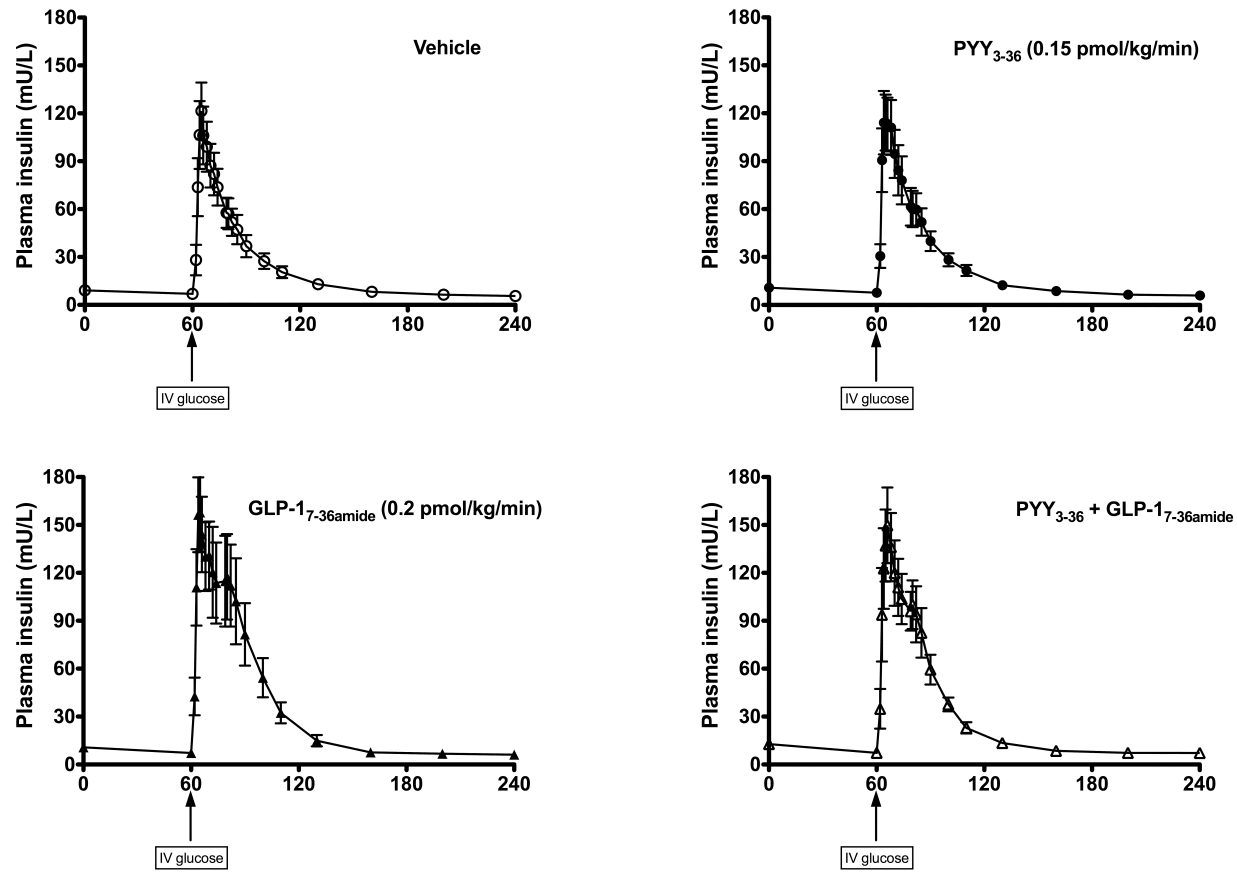 Vehicle
Plasma insulin (mU/L)
180
150
120
90
60
30
0
0 60 120 180 240
IV glucose
PYY3-36 (0.15 pmol/kg/min)
Plasma insulin (mU/L)
180
150
120
90
60
30
0
0 60 120 180 240
IV glucose
GLP-17-36amide (0.2 pmol/kg/min)
Plasma insulin (mU/L)
180
150
120
90
60
30
0
0 60 120 180 240
IV glucose
PYY3-36 + GLP-17-36amide
Plasma insulin (mU/L)
180
150
120
90
60
30
0
0 60 120 180 240
IV glucose